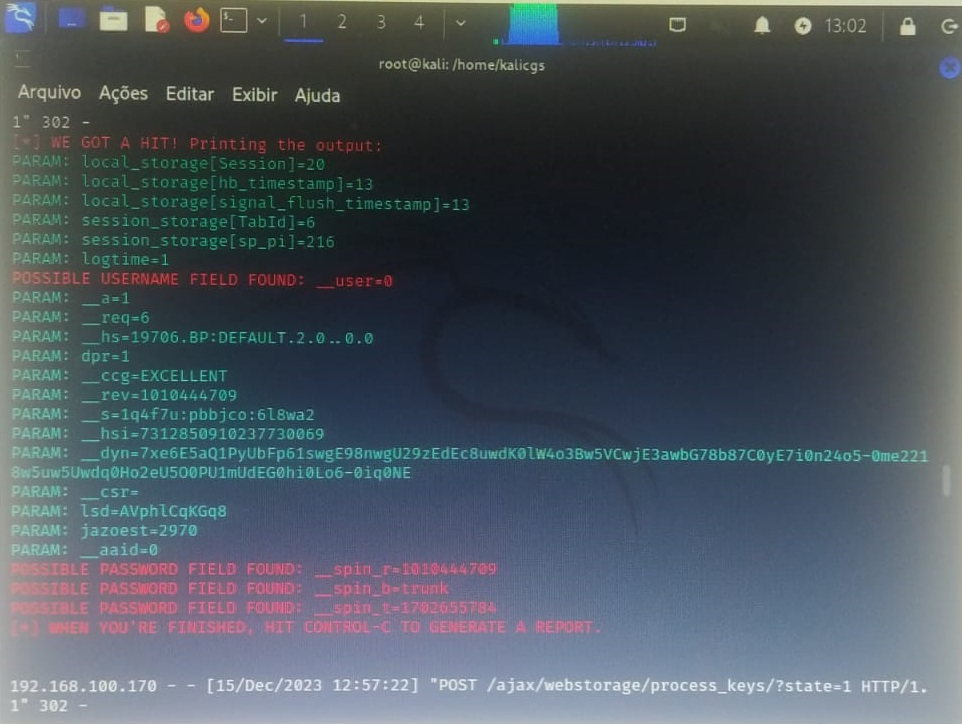 1 2 3 4 13:02
root@kali: /home/kalicgs
Arquivo Ações Editar Exibir Ajuda
1" 302 -
[*] WE GOT A HIT! Printing the output:
PARAM: local_storage[Session]=20
PARAM: local_storage[hb_timestamp]=13
PARAM: local_storage[signal_flush_timestamp]=13
PARAM: session_storage[TabId]=6
PARAM: session_storage[sp_pi]=216
PARAM: logtime=1
POSSIBLE USERNAME FIELD FOUND: __user=0
PARAM: __a=1
PARAM: __req=6
PARAM: __hs=19706.BP:DEFAULT.2.0..0.0
PARAM: dpr=1
PARAM: __ccg=EXCELLENT
PARAM: __rev=1010444709
PARAM: __s=1q4f7u:pbbjco:6l8wa2
PARAM: __hsi=7312850910237730069
PARAM: __dyn=7xe6E5aQ1PyUbFp61swgE98nwgU29zEdEc8uwdK0lW4o3Bw5VCwjE3awbG78b87C0yE7i0n24o5-0me221
8w5uw5Uwdq0Ho2eU5O0PU1mUdEG0hi0Lo6-0iq0NE
PARAM: __csr=
PARAM: lsd=AVphlCqKGq8
PARAM: jazoest=2970
PARAM: __aaid=0
POSSIBLE PASSWORD FIELD FOUND: __spin_r=1010444709
POSSIBLE PASSWORD FIELD FOUND: __spin_b=trunk
POSSIBLE PASSWORD FIELD FOUND: __spin_t=1702655784
[*] WHEN YOU'RE FINISHED, HIT CONTROL-C TO GENERATE A REPORT.
192.168.100.170 - - [15/Dec/2023 12:57:22] "POST /ajax/webstorage/process_keys/?state=1 HTTP/1.
1" 302 -